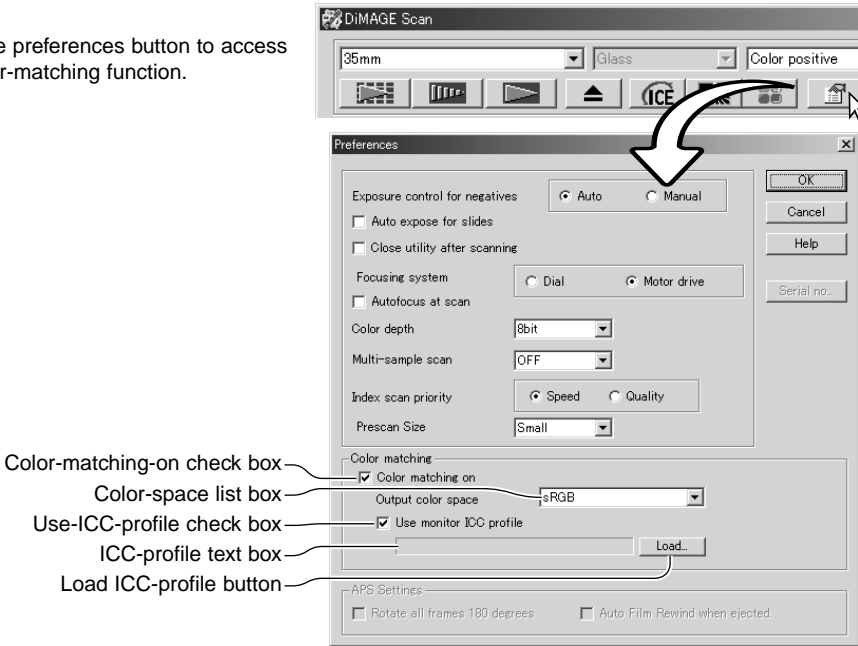 DiMAGE Scan
e preferences button to access
r-matching function.
35mm
Glass
Color positive
ICE
Preferences
Exposure control for negatives
Auto
Manual
OK
Auto expose for slides
Cancel
Close utility after scanning
Help
Focusing system
Dial
Motor drive
Serial no...
Autofocus at scan
Color depth
8bit
Multi-sample scan
OFF
Index scan priority
Speed
Quality
Prescan Size
Small
Color matching
Color-matching-on check box
Color matching on
Color-space list box
Output color space
sRGB
Use-ICC-profile check box
Use monitor ICC profile
ICC-profile text box
Load...
Load ICC-profile button
APS Settings
Rotate all frames 180 degrees
Auto Film Rewind when ejected.